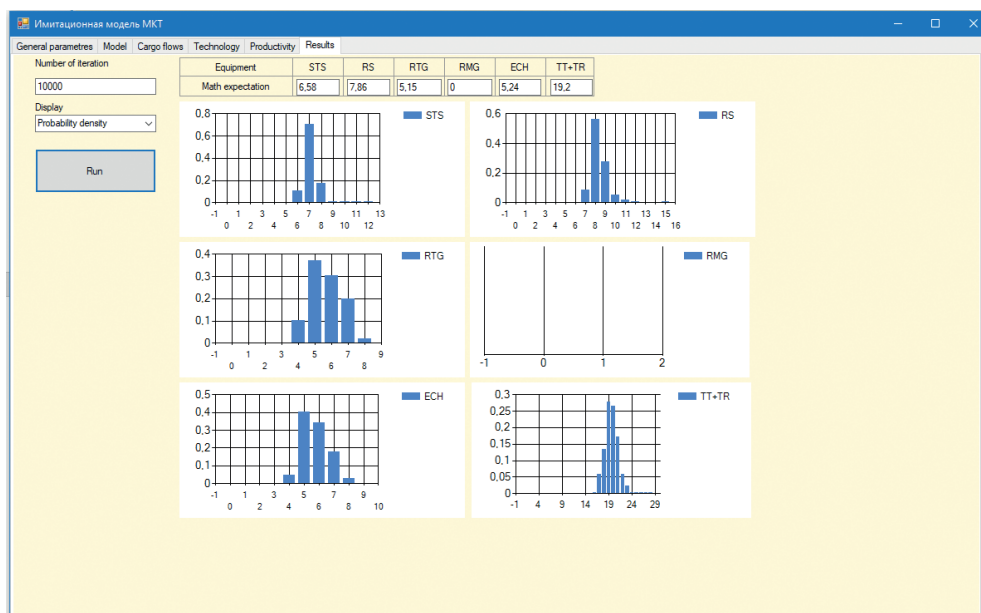 Имитационная модель МКТ
General parametres Model Cargo flows Technology Productivity Results
Number of iteration
10000
Display
Probability density
Run
Equipment STS RS RTG RMG ECH TT+TR
Math expectation 6,58 7,86 5,15 0 5,24 19,2
STS
0,8
0,6
0,4
0,2
0
-1 1 3 5 7 9 11 13
0 2 4 6 8 10 12
RS
0,6
0,4
0,2
0
-1 1 3 5 7 9 11 13 15
0 2 4 6 8 10 12 14 16
RTG
0,4
0,3
0,2
0,1
0
-1 1 3 5 7 9
0 2 4 6 8
RMG
-1 0 1 2
ECH
0,5
0,4
0,3
0,2
0,1
0
-1 1 3 5 7 9
0 2 4 6 8 10
TT+TR
0,3
0,25
0,2
0,15
0,1
0,05
0
-1 4 9 14 19 24 29